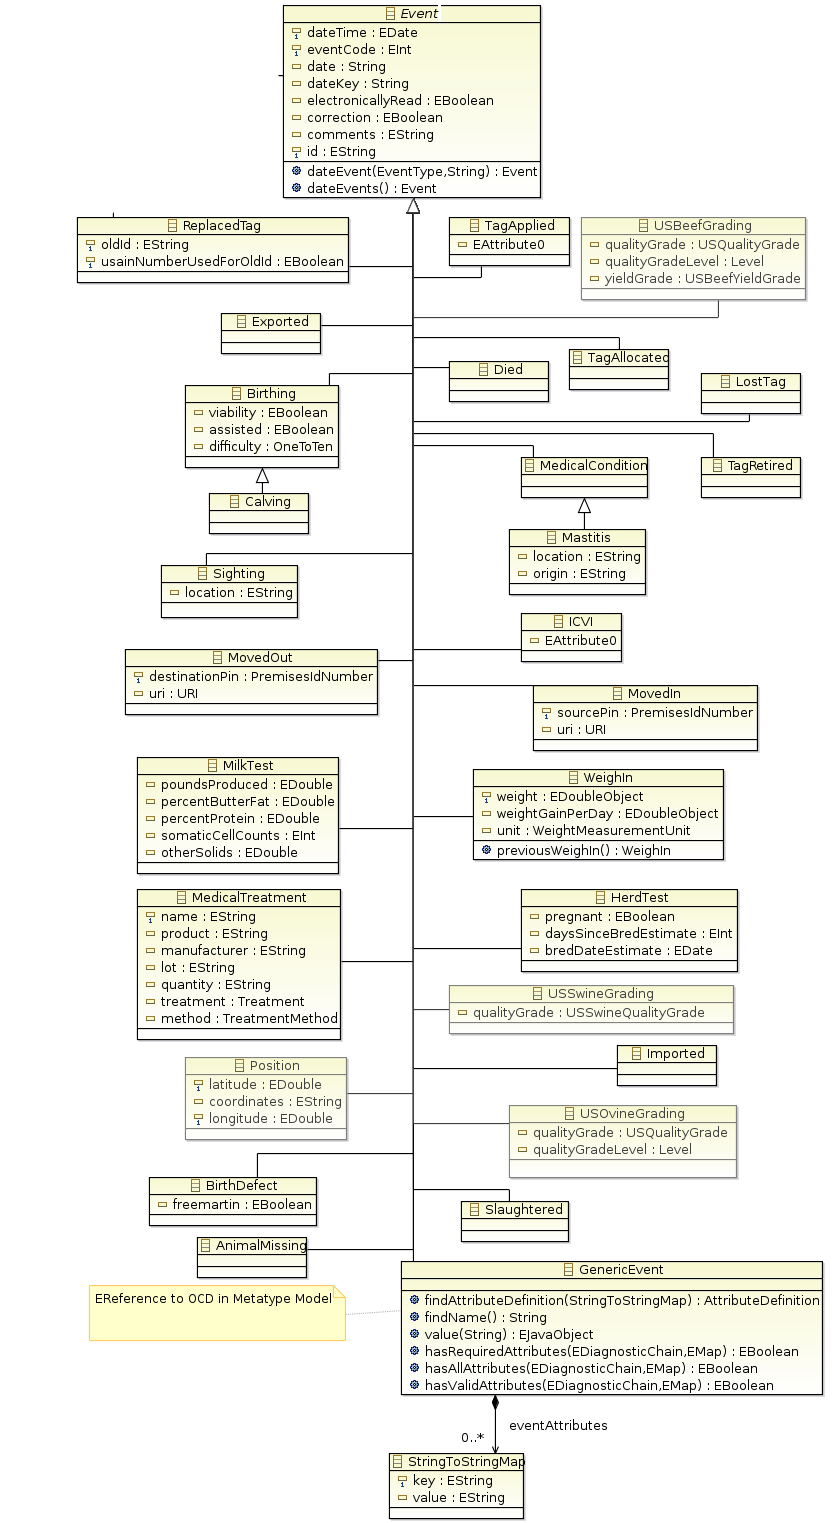 Event
dateTime : EDate
eventCode : EInt
date : String
dateKey : String
electronicallyRead : EBoolean
correction : EBoolean
comments : EString
id : EString
dateEvent(EventType,String) : Event
dateEvents() : Event
ReplacedTag
oldId : EString
usainNumberUsedForOldId : EBoolean
TagApplied
EAttribute0
USBeefGrading
qualityGrade : USQualityGrade
qualityGradeLevel : Level
yieldGrade : USBeefYieldGrade
Exported
TagAllocated
Died
LostTag
Birthing
viability : EBoolean
assisted : EBoolean
difficulty : OneToTen
MedicalCondition
TagRetired
Calving
Mastitis
location : EString
origin : EString
Sighting
location : EString
ICVI
EAttribute0
MovedOut
destinationPin : PremisesIdNumber
uri : URI
MovedIn
sourcePin : PremisesIdNumber
uri : URI
MilkTest
poundsProduced : EDouble
percentButterFat : EDouble
percentProtein : EDouble
somaticCellCounts : EInt
otherSolids : EDouble
WeighIn
weight : EDoubleObject
weightGainPerDay : EDoubleObject
unit : WeightMeasurementUnit
previousWeighIn() : WeighIn
MedicalTreatment
name : EString
product : EString
manufacturer : EString
lot : EString
quantity : EString
treatment : Treatment
method : TreatmentMethod
HerdTest
pregnant : EBoolean
daysSinceBredEstimate : EInt
bredDateEstimate : EDate
USSwineGrading
qualityGrade : USSwineQualityGrade
Imported
Position
latitude : EDouble
coordinates : EString
longitude : EDouble
USOvineGrading
qualityGrade : USQualityGrade
qualityGradeLevel : Level
BirthDefect
freemartin : EBoolean
Slaughtered
AnimalMissing
GenericEvent
findAttributeDefinition(StringToStringMap) : AttributeDefinition
findName() : String
value(String) : EJavaObject
hasRequiredAttributes(EDiagnosticChain,EMap) : EBoolean
hasAllAttributes(EDiagnosticChain,EMap) : EBoolean
hasValidAttributes(EDiagnosticChain,EMap) : EBoolean
EReference to OCD in Metatype Model
eventAttributes
0..*
StringToStringMap
key : EString
value : EString